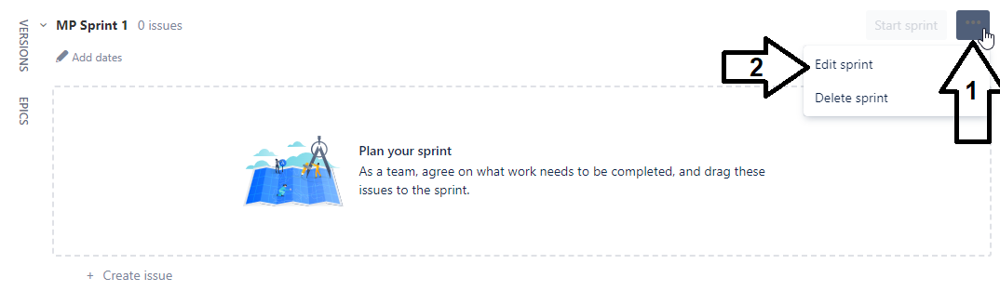 VERSIONS
EPICS
MP Sprint 1 0 issues
Start sprint
Add dates
1
2
Edit sprint
Delete sprint
Plan your sprint
As a team, agree on what work needs to be completed, and drag these
issues to the sprint.
+ Create issue